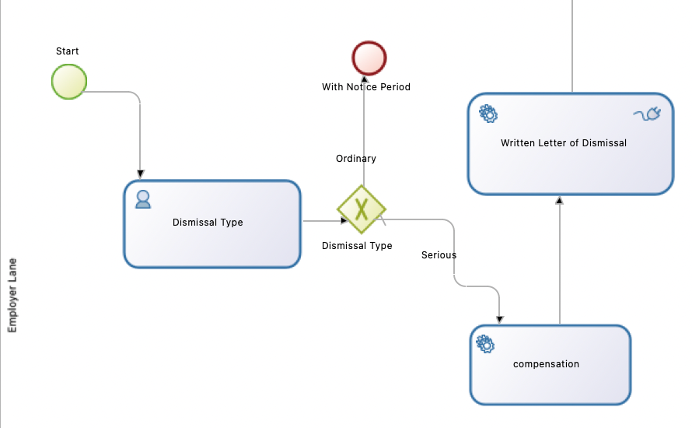 Start
With Notice Period
Written Letter of Dismissal
Ordinary
Dismissal Type
Dismissal Type
Serious
Employer Lane
compensation